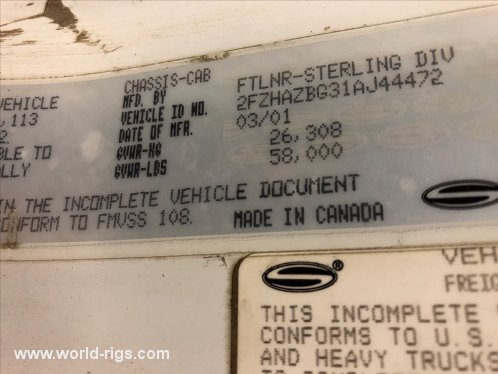 CHASSIS-CAB FTLNR-STERLING DIV
VEHICLE MFD. BY 2FZHAZBG31AJ44472
, 113 VEHICLE ID NO. 03/01
2. DATE OF MFR. 26,308
BLE TO GVWR-KG 58,000
LLY GVWR-LBS
IN THE INCOMPLETE VEHICLE DOCUMENT
CONFORM TO FMVSS 108. MADE IN CANADA
VEH
® FREIG
THIS INCOMPLETE
CONFORMS TO U.S.
AND HEAVY TRUCKS
www.world-rigs.com